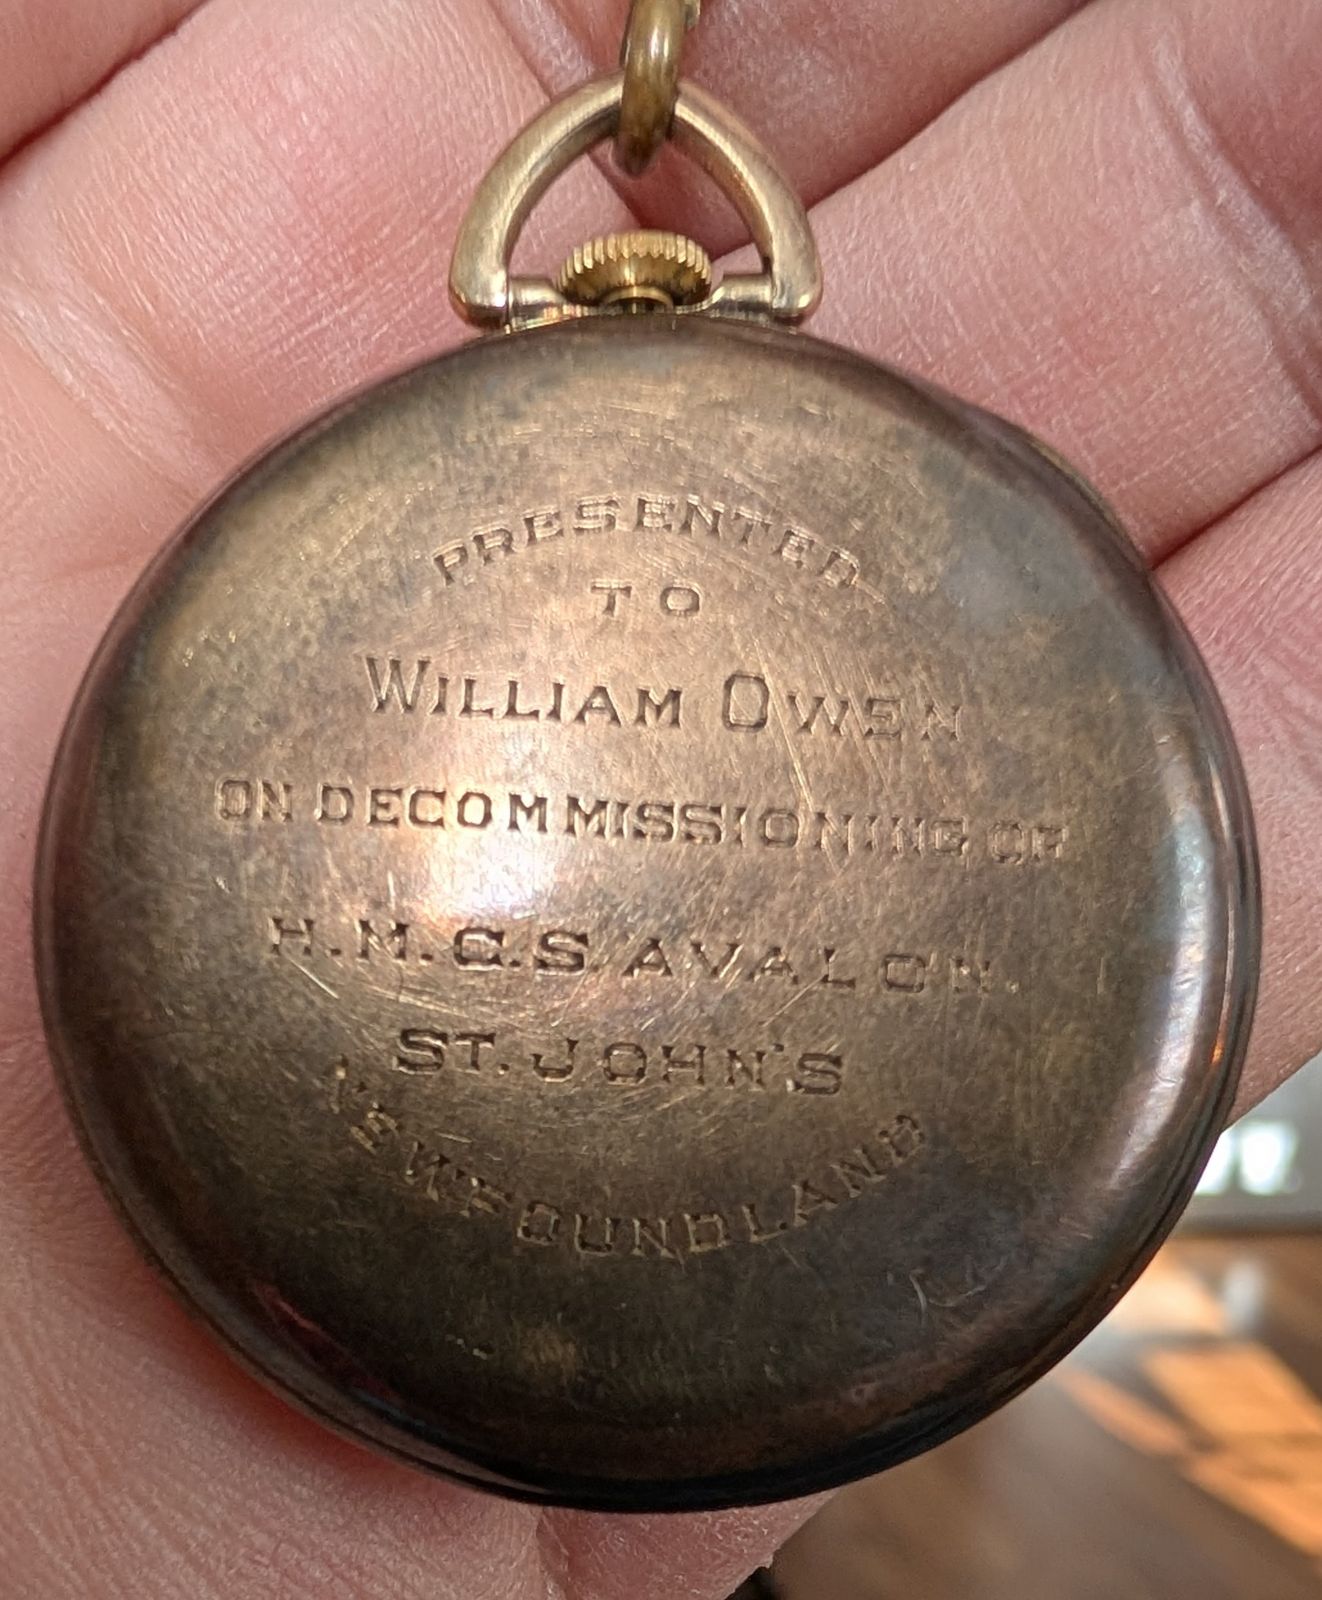 PRESENTED
TO
WILLIAM OWEN
ON DECOMMISSIONING OF
H.M.C.S. AVALON.
ST. JOHN'S
NEWFOUNDLAND